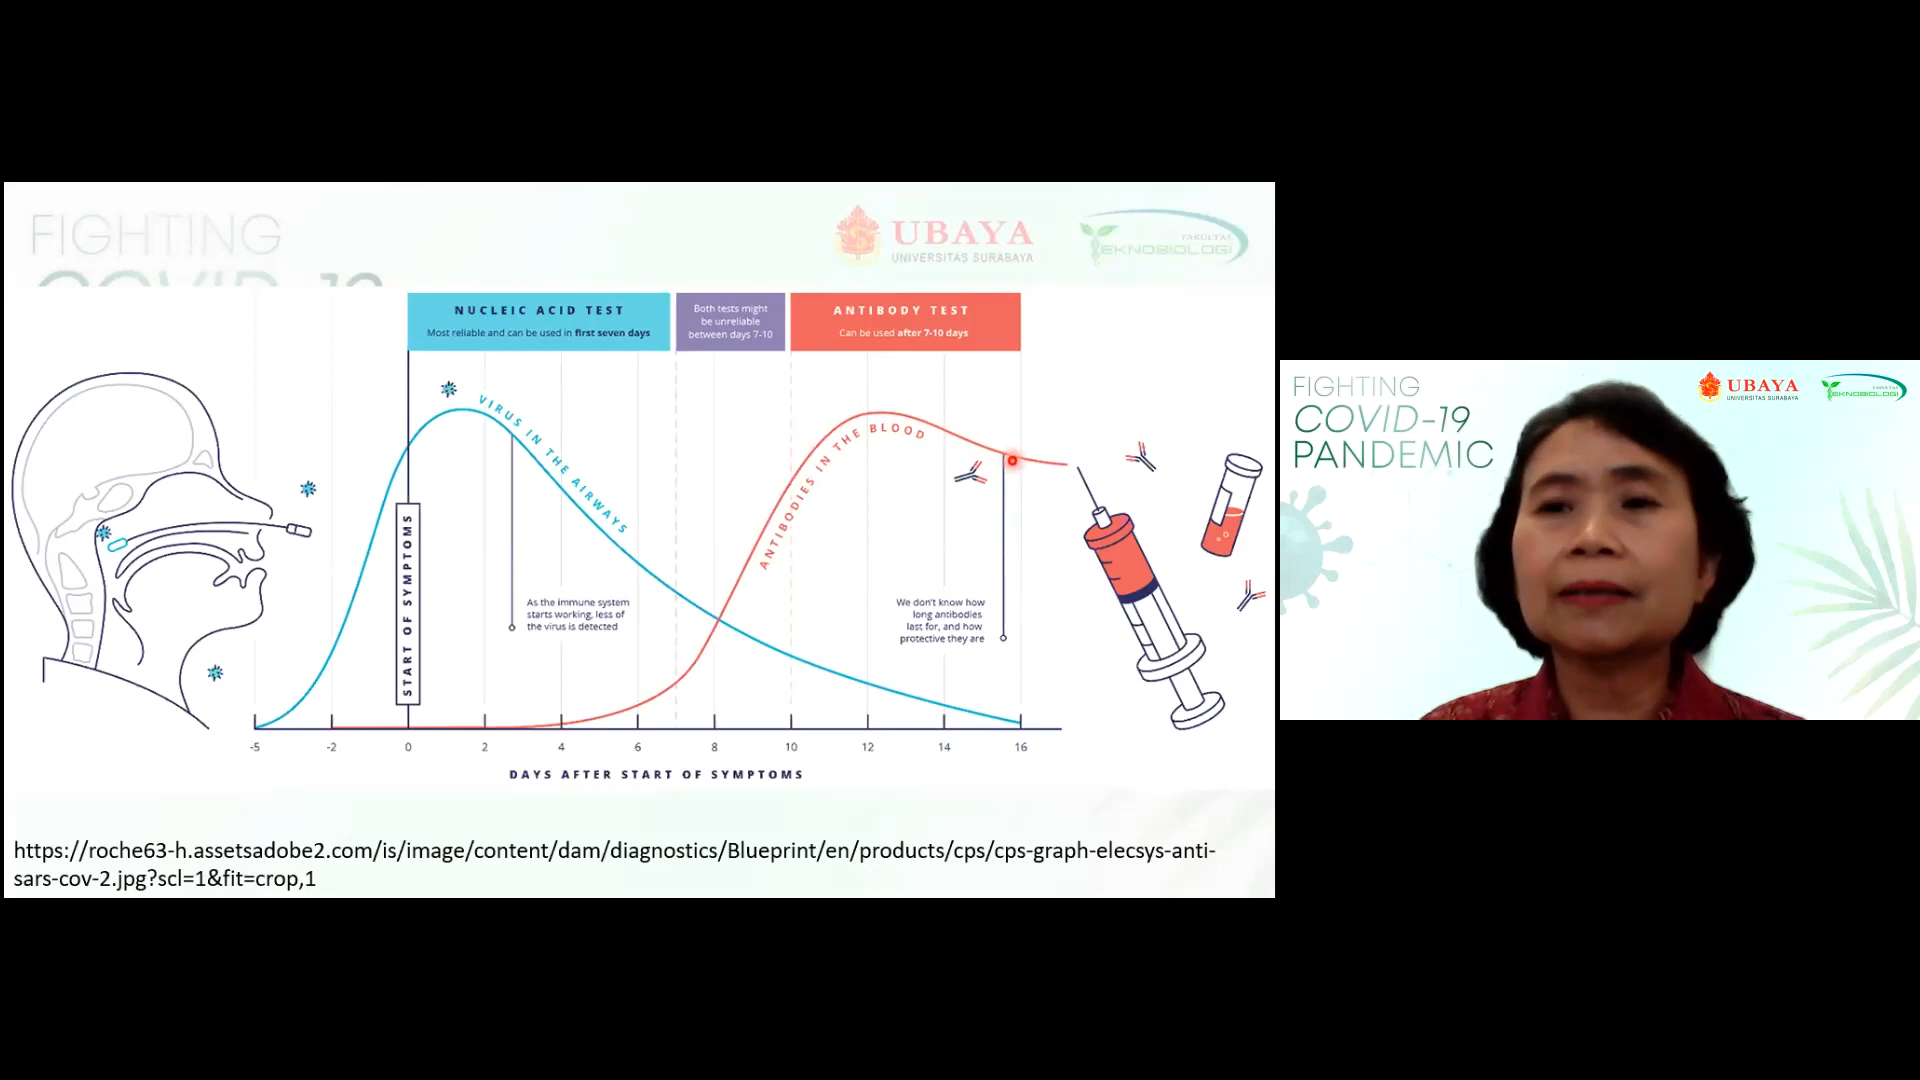 FIGHTING
COVID-19
UBAYA
UNIVERSITAS SURABAYA
FAKULTAS
TEKNOBIOLOGI
NUCLEIC ACID TEST
Most reliable and can be used in first seven days
Both tests might
be unreliable
between days 7-10
ANTIBODY TEST
Can be used after 7-10 days
VIRUS IN THE AIRWAYS
ANTIBODIES IN THE BLOOD
START OF SYMPTOMS
As the immune system
starts working, less of
the virus is detected
We don't know how
long antibodies
last for, and how
protective they are
-5 -2 0 2 4 6 8 10 12 14 16
DAYS AFTER START OF SYMPTOMS
https://roche63-h.assetsadobe2.com/is/image/content/dam/diagnostics/Blueprint/en/products/cps/cps-graph-elecsys-anti-
sars-cov-2.jpg?scl=1&fit=crop,1
FIGHTING
COVID-19
PANDEMIC
UBAYA
UNIVERSITAS SURABAYA
TEKNOBIOLOGI